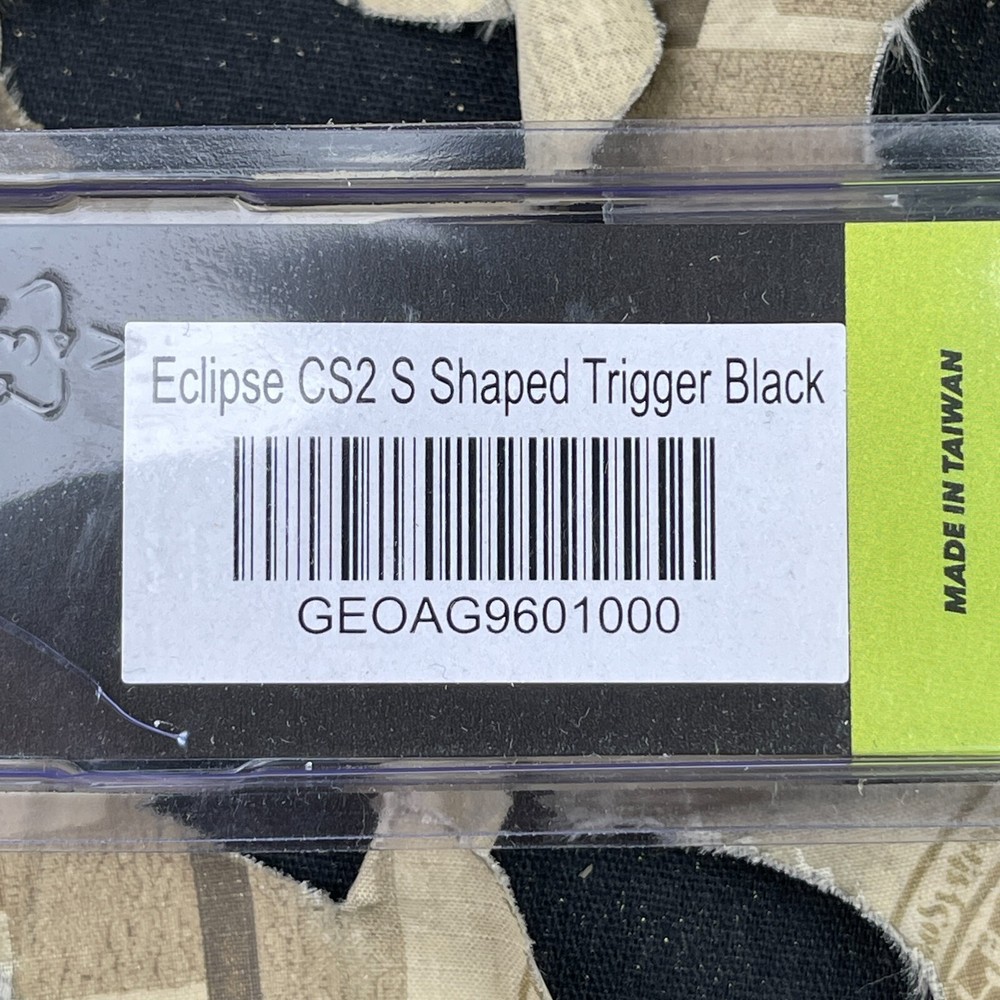 Eclipse CS2 S Shaped Trigger Black
GEOAG9601000
MADE IN TAIWAN